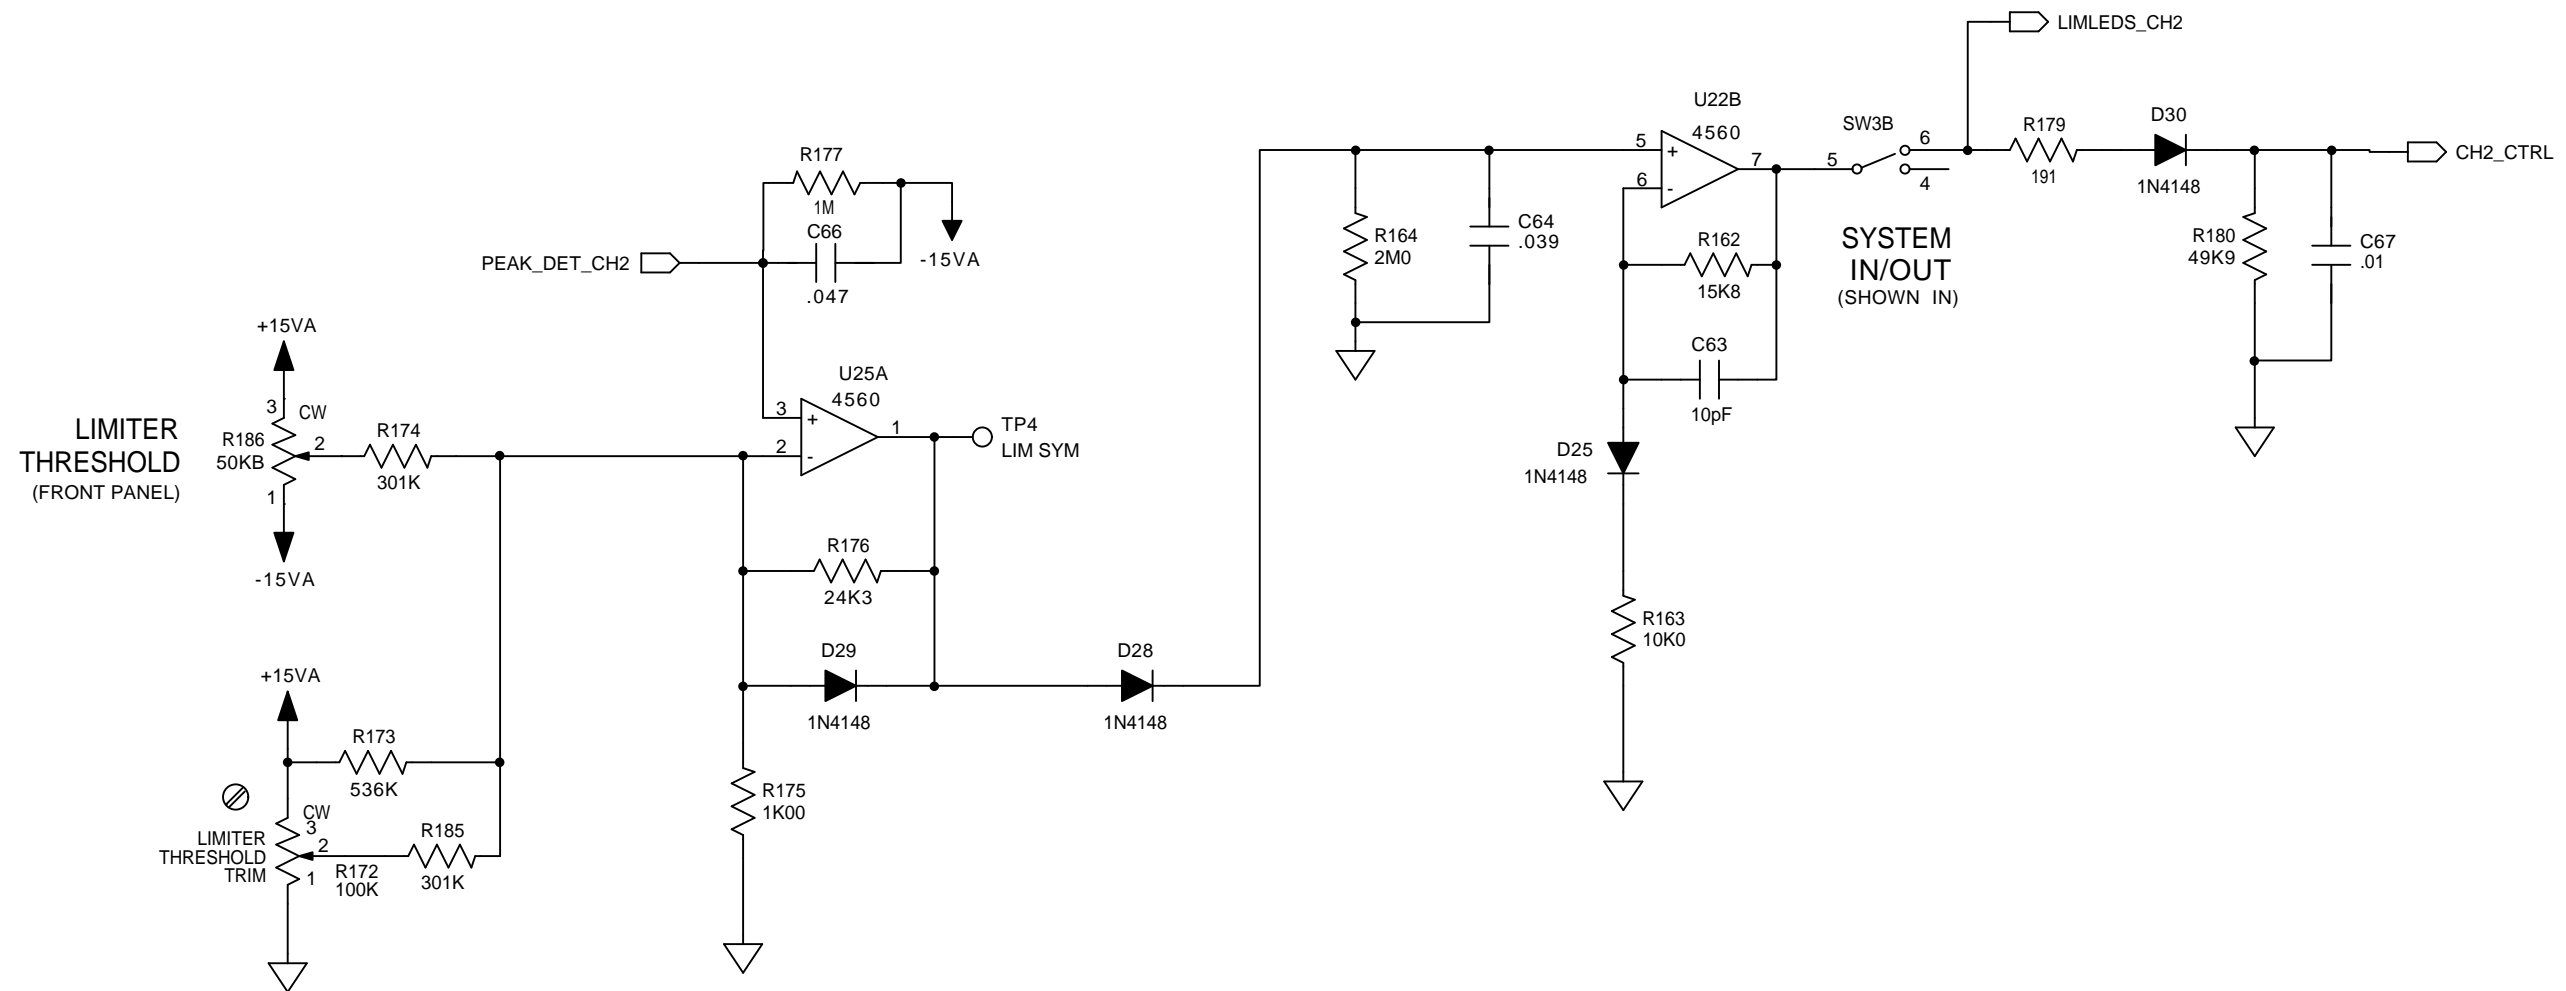 LIMLEDS_CH2
U22B
4560
5
+
6
-
7
SW3B
5
6
4
R179
191
D30
1N4148
CH2_CTRL
R177
1M
C66
.047
-15VA
PEAK_DET_CH2
R164
2M0
C64
.039
R162
15K8
C63
10pF
SYSTEM
IN/OUT
(SHOWN IN)
R180
49K9
C67
.01
+15VA
3
CW
R186
50KB
2
1
-15VA
LIMITER
THRESHOLD
(FRONT PANEL)
R174
301K
U25A
4560
3
+
2
-
1
TP4
LIM SYM
D25
1N4148
R176
24K3
D29
1N4148
D28
1N4148
R163
10K0
+15VA
R173
536K
CW
3
2
1
LIMITER
THRESHOLD
TRIM
R172
100K
R185
301K
R175
1K00